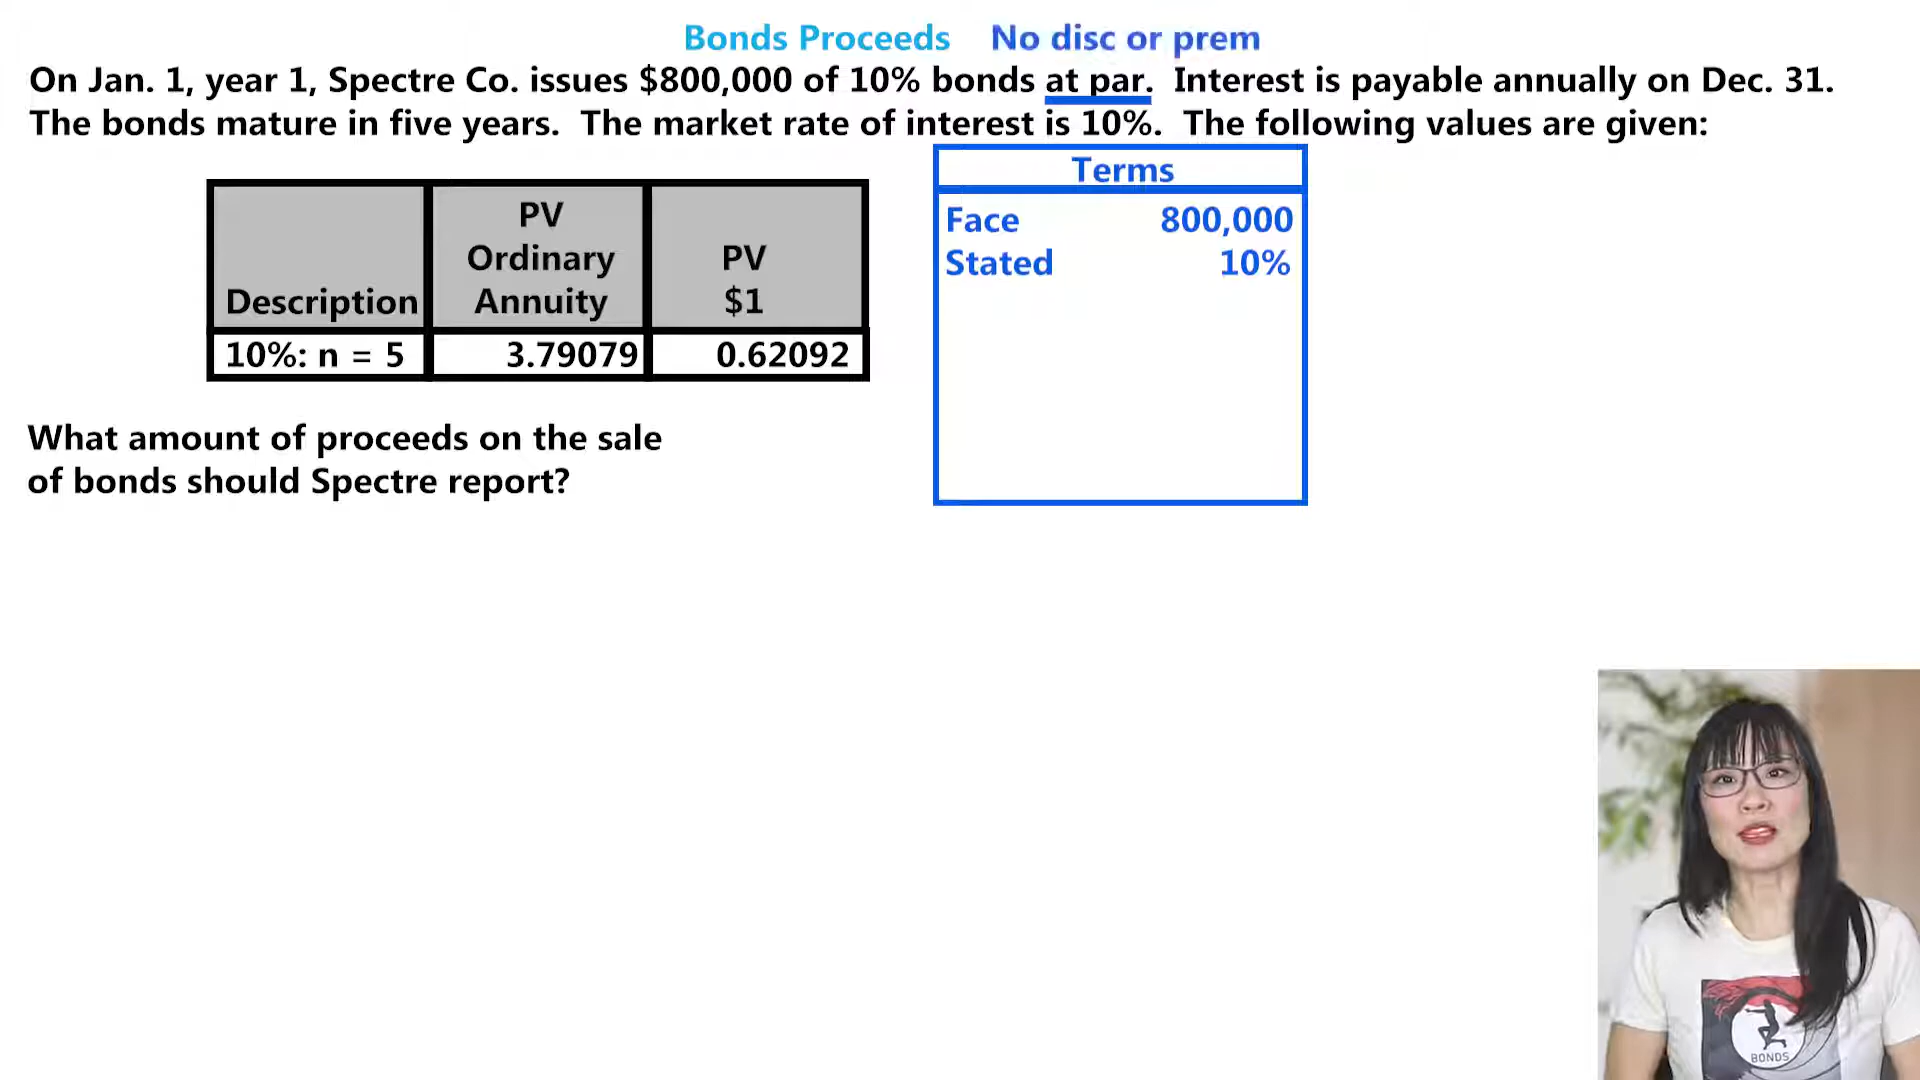 Bonds Proceeds No disc or prem
On Jan. 1, year 1, Spectre Co. issues $800,000 of 10% bonds at par. Interest is payable annually on Dec. 31.
The bonds mature in five years. The market rate of interest is 10%. The following values are given:
Terms
Face 800,000
Stated 10%
PV
Ordinary PV
Description Annuity $1
10%: n = 5 3.79079 0.62092
What amount of proceeds on the sale
of bonds should Spectre report?
BONDS